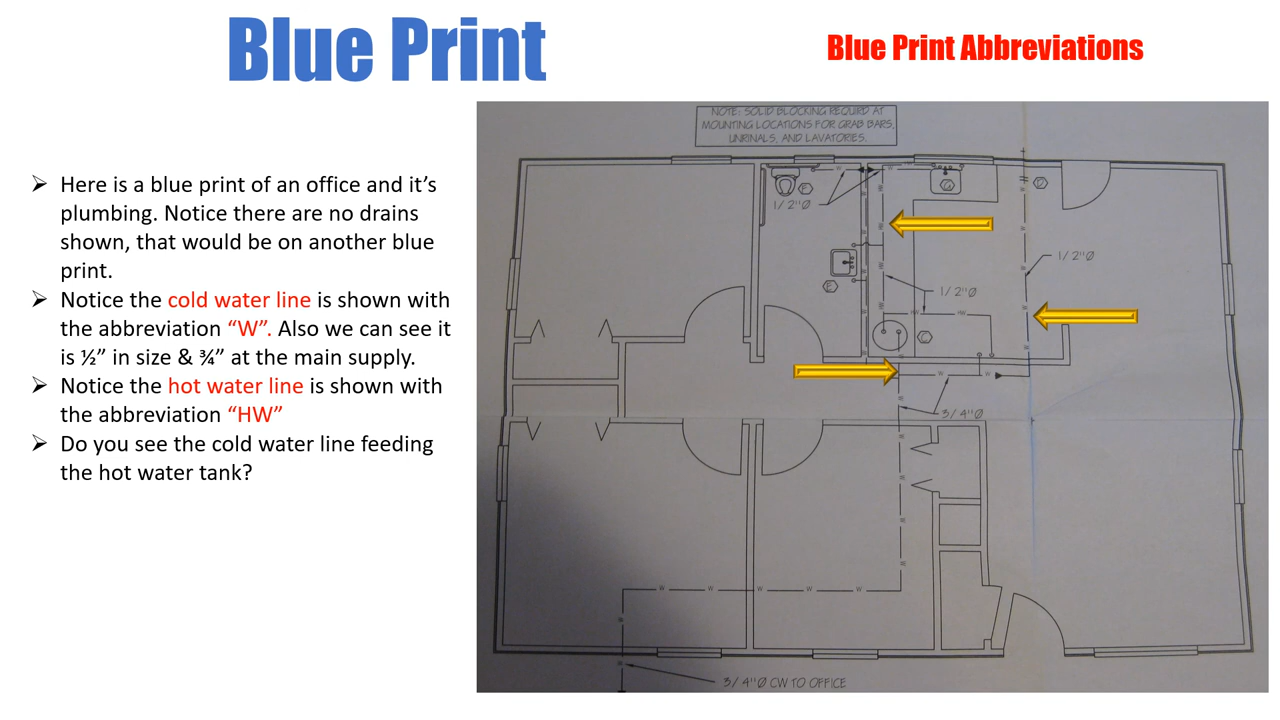 Blue Print
Blue Print Abbreviations
➢ Here is a blue print of an office and it's
plumbing. Notice there are no drains
shown, that would be on another blue
print.
➢ Notice the cold water line is shown with
the abbreviation “W”. Also we can see it
is ½” in size & ¾” at the main supply.
➢ Notice the hot water line is shown with
the abbreviation “HW”
➢ Do you see the cold water line feeding
the hot water tank?
NOTE: SOLID BLOCKING REQUIRD AT
MOUNTING LOCATIONS FOR GRAB BARS,
URINALS, AND LAVATORIES.
1/2"Ø
1/2"Ø
1/2"Ø
3/4"Ø
3/4"Ø CW TO OFFICE